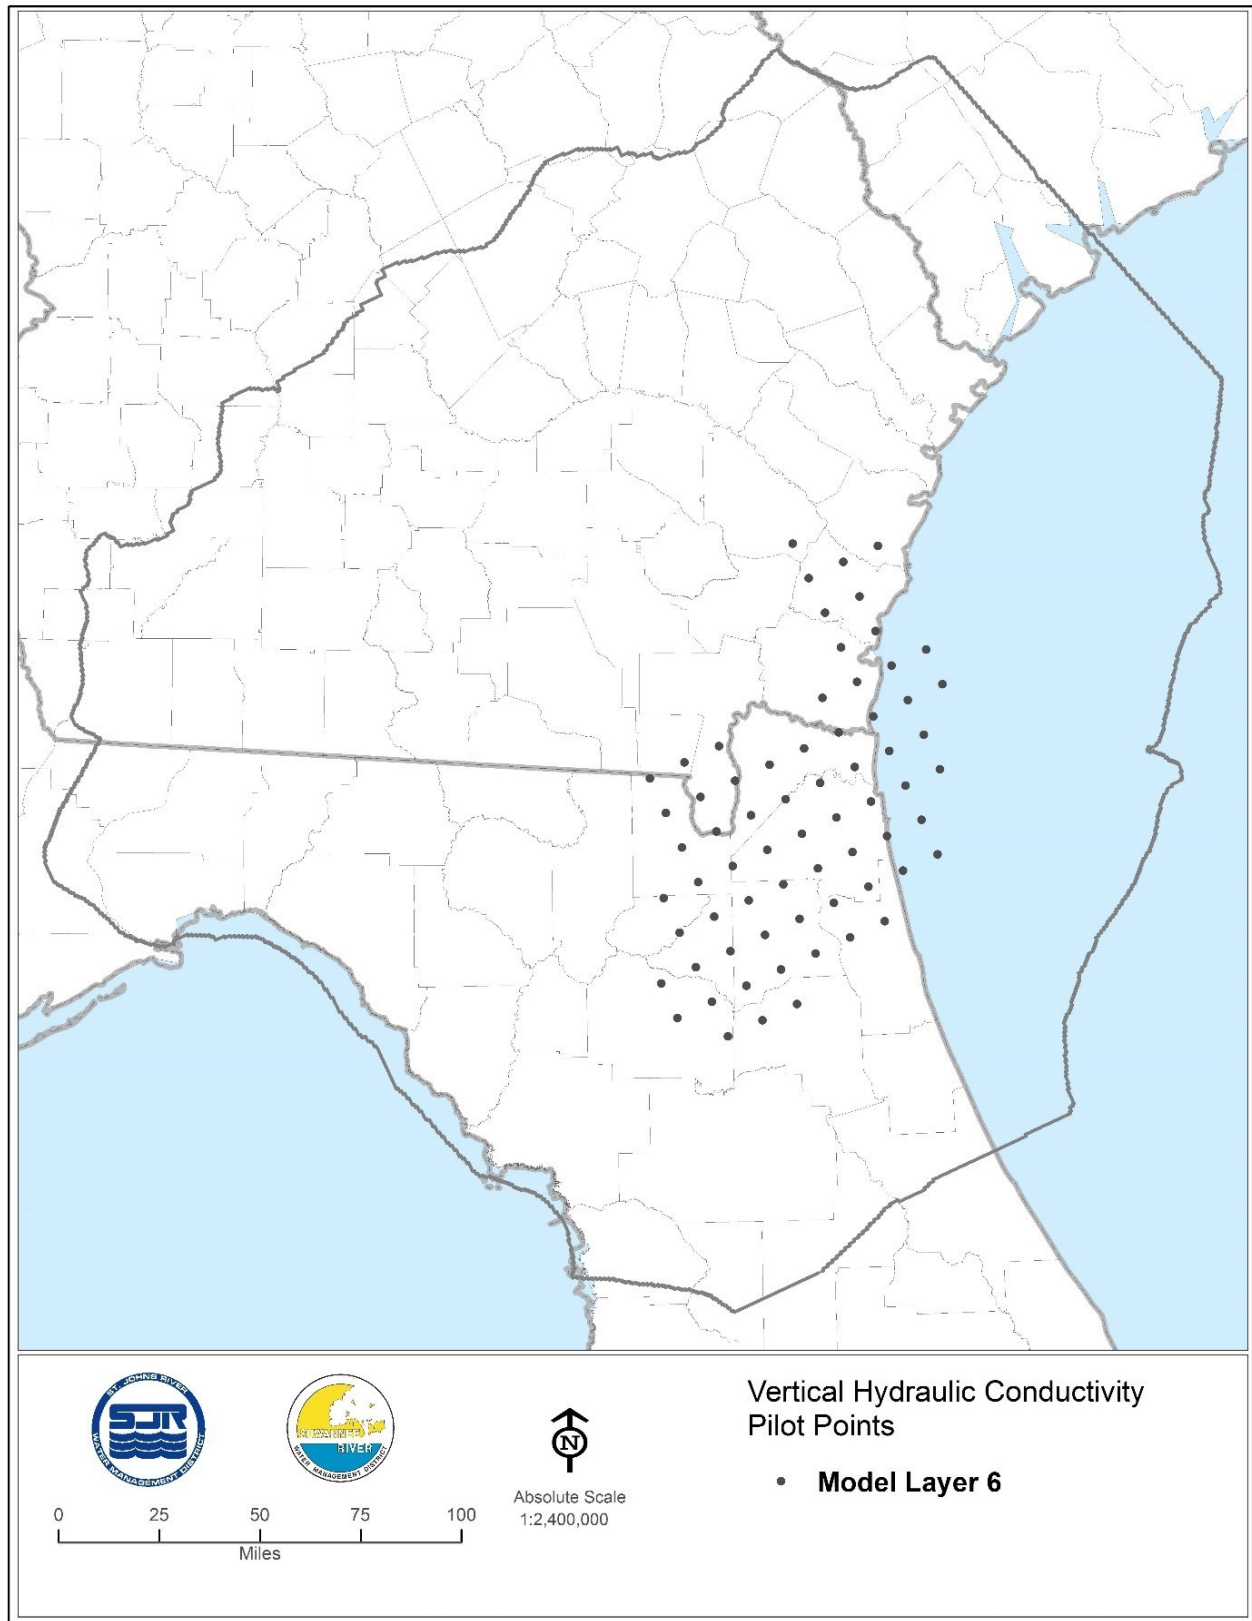 Vertical Hydraulic Conductivity
Pilot Points
Model Layer 6
ST. JOHNS RIVER
SJR
WATER MANAGEMENT DISTRICT
SUWANNEE
RIVER
WATER MANAGEMENT DISTRICT
N
Absolute Scale
1:2,400,000
0 25 50 75 100
Miles